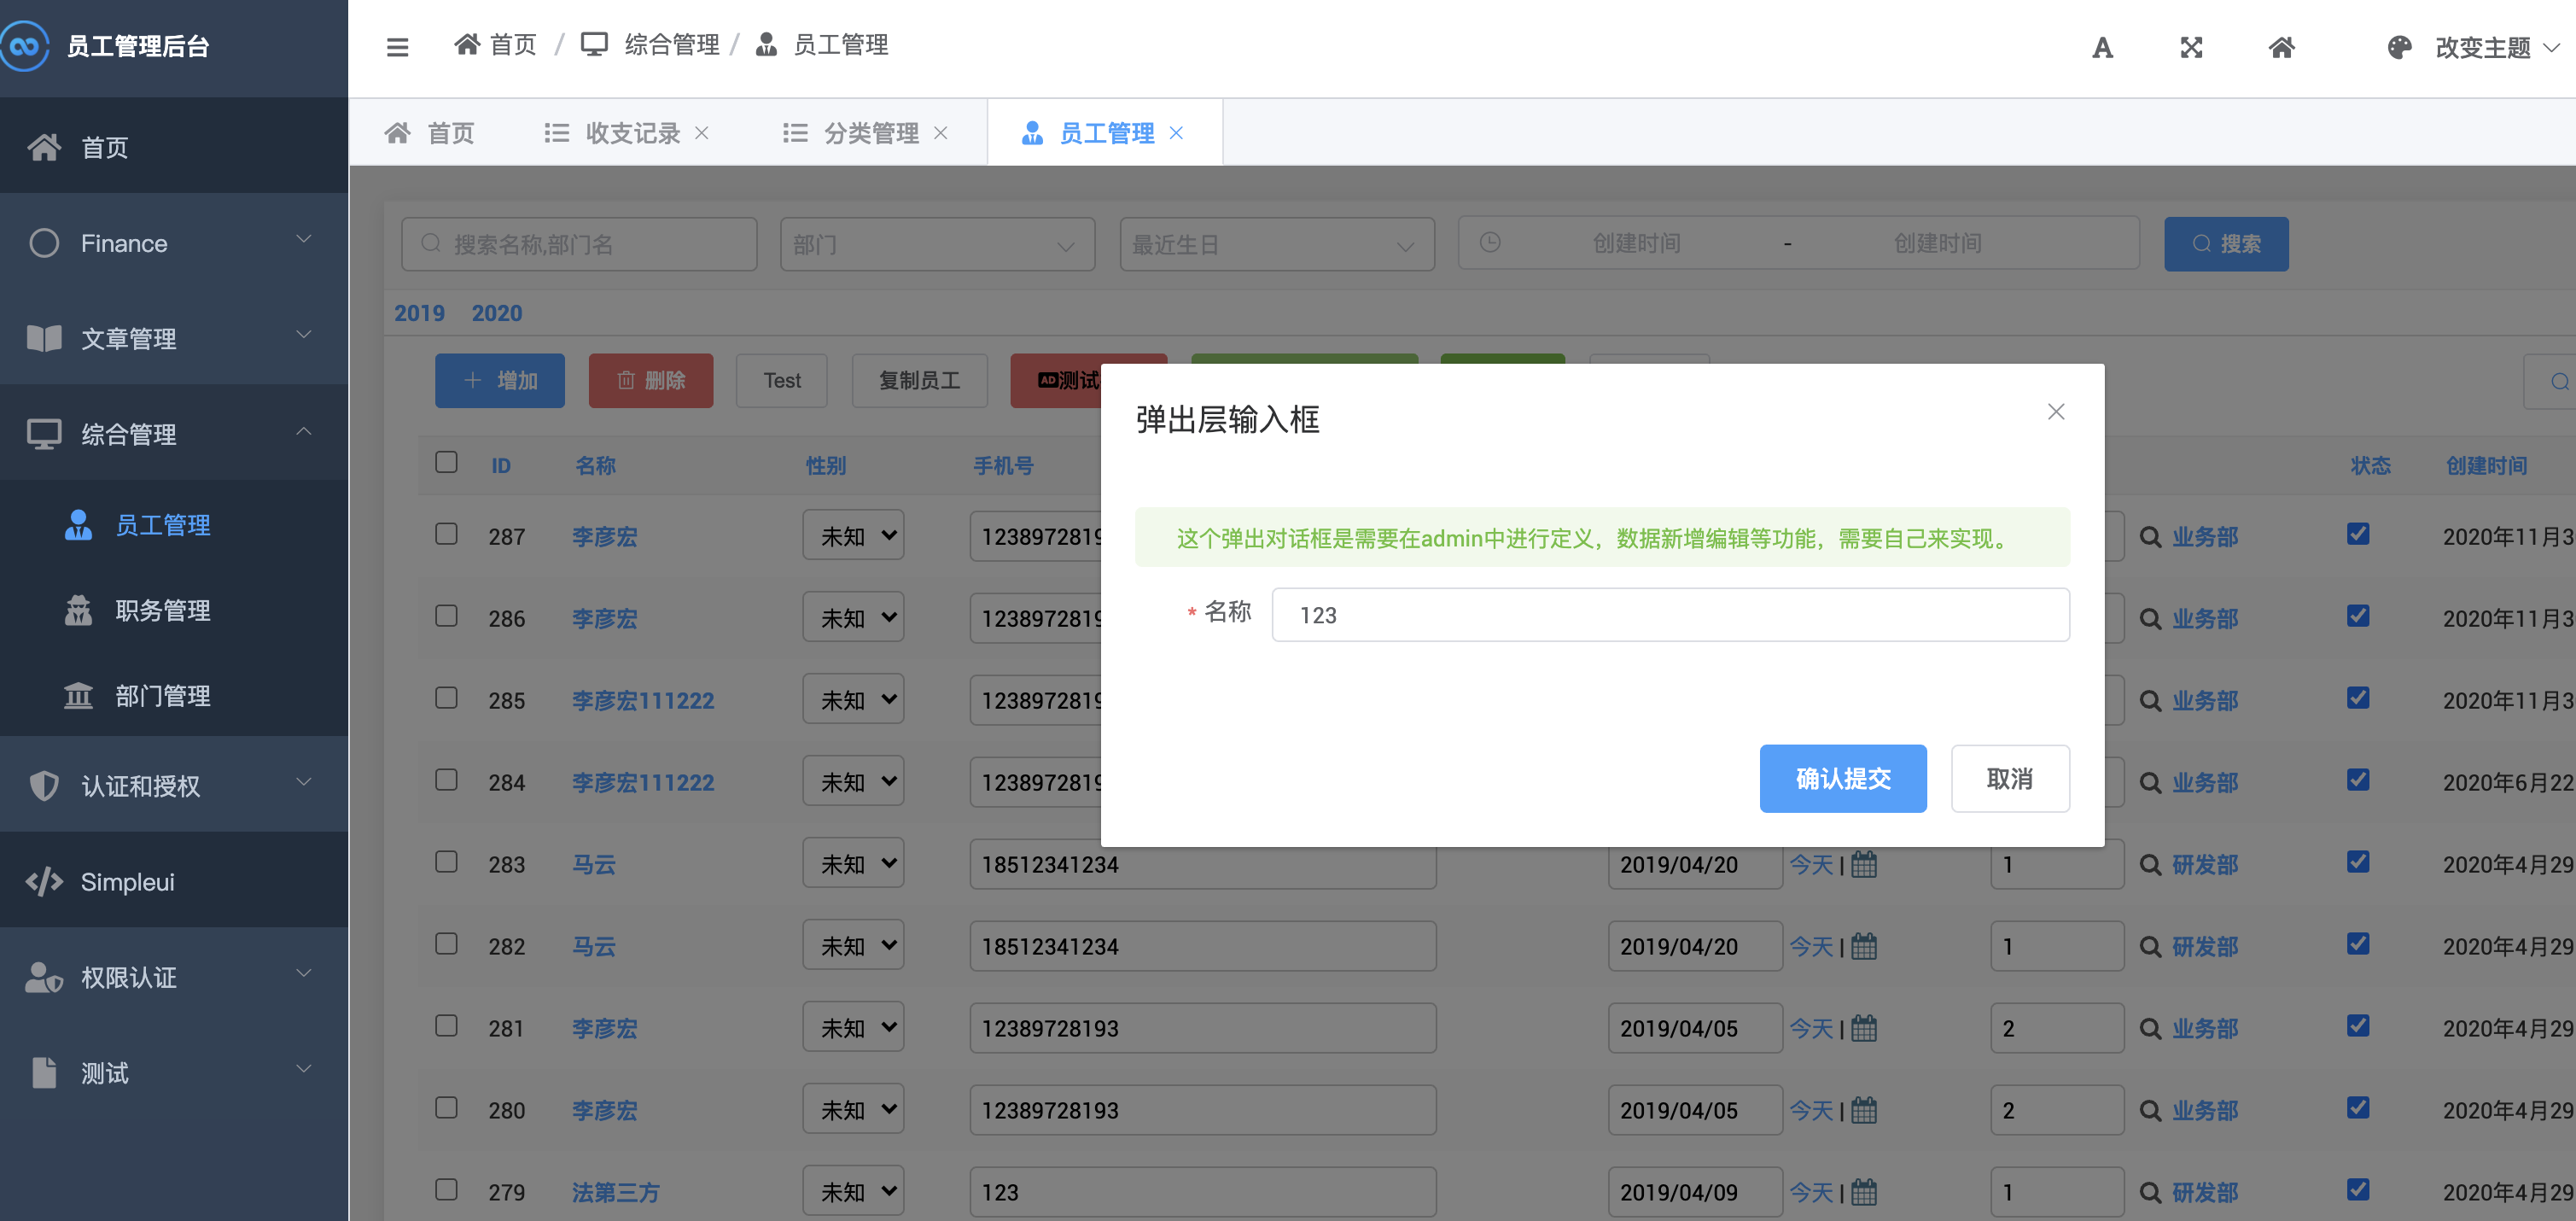 员工管理后台
首页 / 综合管理 / 员工管理
改变主题
首页
收支记录
分类管理
员工管理
首页
Finance
文章管理
综合管理
员工管理
职务管理
部门管理
认证和授权
Simpleui
权限认证
测试
搜索名称,部门名
部门
最近生日
创建时间 - 创建时间
搜索
2019 2020
增加
删除
Test
复制员工
AD测试
ID 名称 性别 手机号 状态 创建时间
287 李彦宏 未知 1238972819 业务部 2020年11月3
286 李彦宏 未知 1238972819 业务部 2020年11月3
285 李彦宏111222 未知 1238972819 业务部 2020年11月3
284 李彦宏111222 未知 1238972819 业务部 2020年6月22
283 马云 未知 18512341234 2019/04/20 今天 | 1 研发部 2020年4月29
282 马云 未知 18512341234 2019/04/20 今天 | 1 研发部 2020年4月29
281 李彦宏 未知 12389728193 2019/04/05 今天 | 2 业务部 2020年4月29
280 李彦宏 未知 12389728193 2019/04/05 今天 | 2 业务部 2020年4月29
279 法第三方 未知 123 2019/04/09 今天 | 1 研发部 2020年4月29
弹出层输入框
这个弹出对话框是需要在admin中进行定义，数据新增编辑等功能，需要自己来实现。
* 名称 123
确认提交
取消